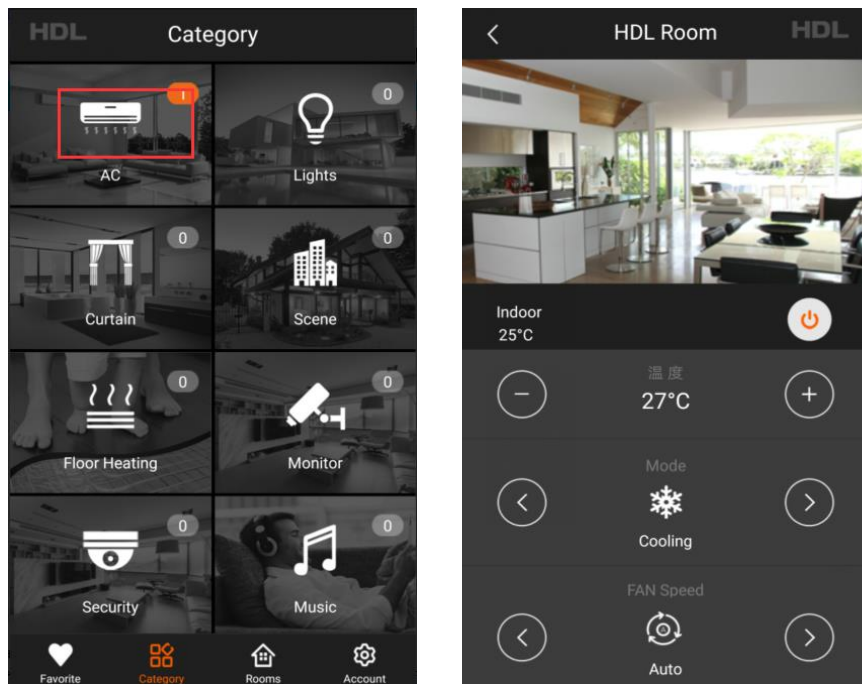 HDL
Category
1
AC
0
Lights
0
Curtain
0
Scene
0
Floor Heating
0
Monitor
0
Security
0
Music
Favorite
Category
Rooms
Account
HDL Room
HDL
Indoor
25°C
温度
27°C
Mode
Cooling
FAN Speed
A
Auto